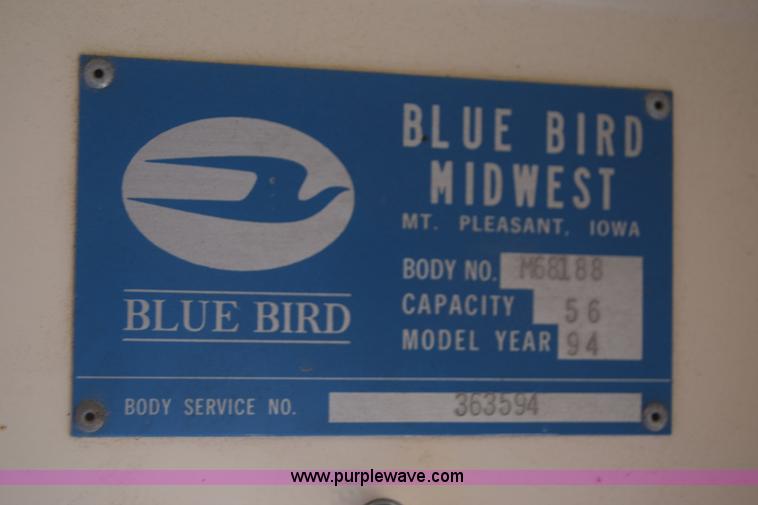 BLUE BIRD
BLUE BIRD
MIDWEST
MT. PLEASANT, IOWA
BODY NO. M68188
CAPACITY 56
MODEL YEAR 94
BODY SERVICE NO. 363594
www.purplewave.com